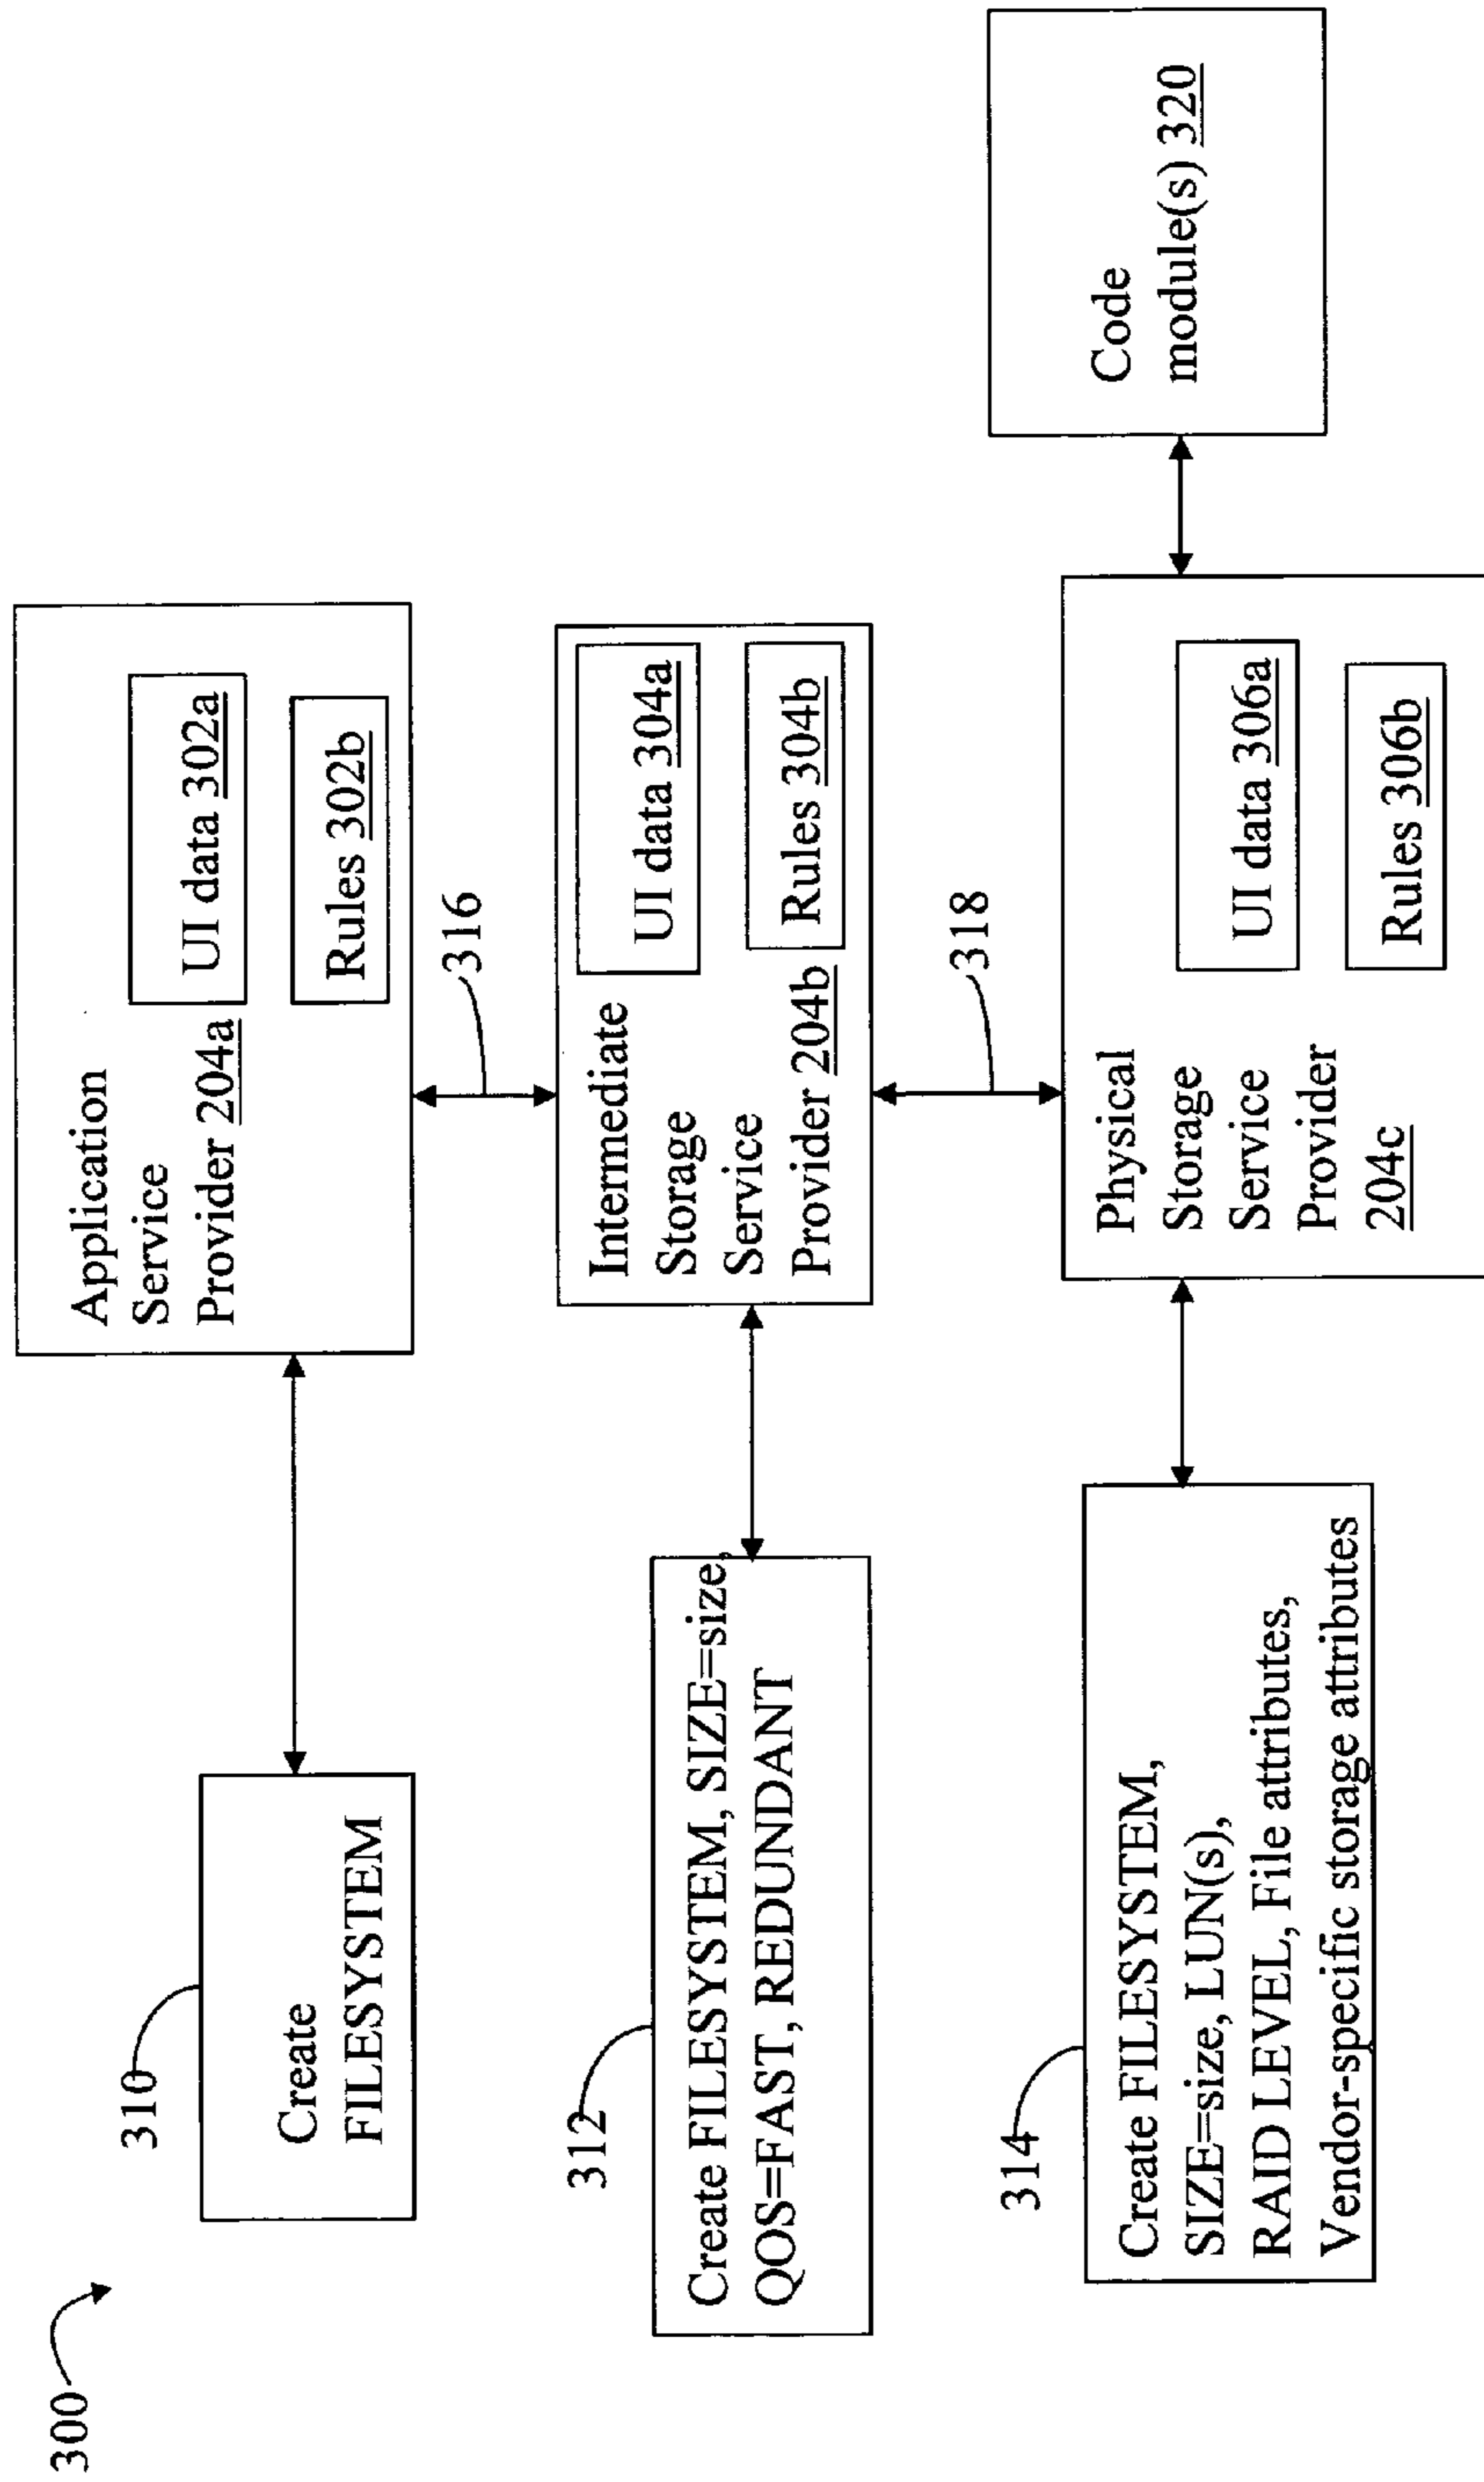 300
310
Create
FILESYSTEM
Application
Service
Provider 204a
UI data 302a
Rules 302b
316
312
Create FILESYSTEM, SIZE=size,
QOS=FAST, REDUNDANT
Intermediate
Storage
Service
Provider 204b
UI data 304a
Rules 304b
318
314
Create FILESYSTEM,
SIZE=size, LUN(s),
RAID LEVEL, File attributes,
Vendor-specific storage attributes
Physical
Storage
Service
Provider
204c
UI data 306a
Rules 306b
Code
module(s) 320